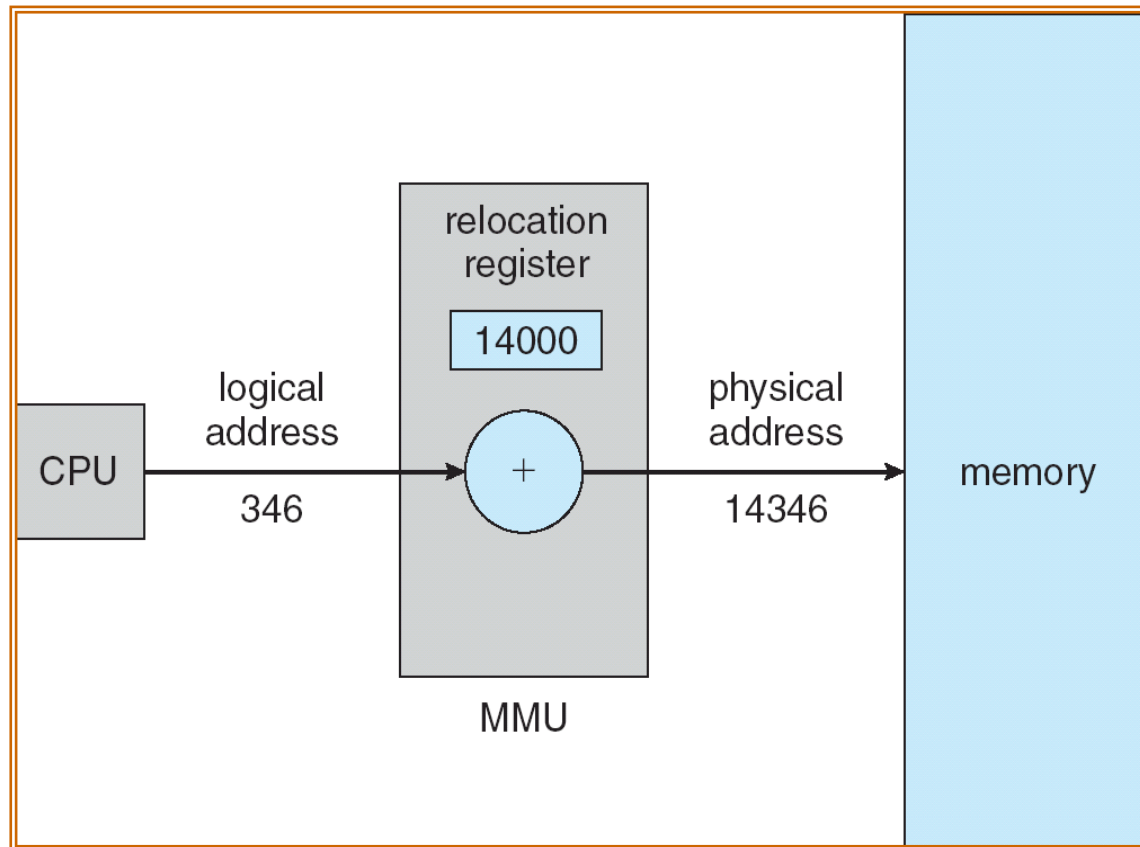 relocation
register
14000
logical
address
physical
address
CPU
+
memory
346
14346
MMU